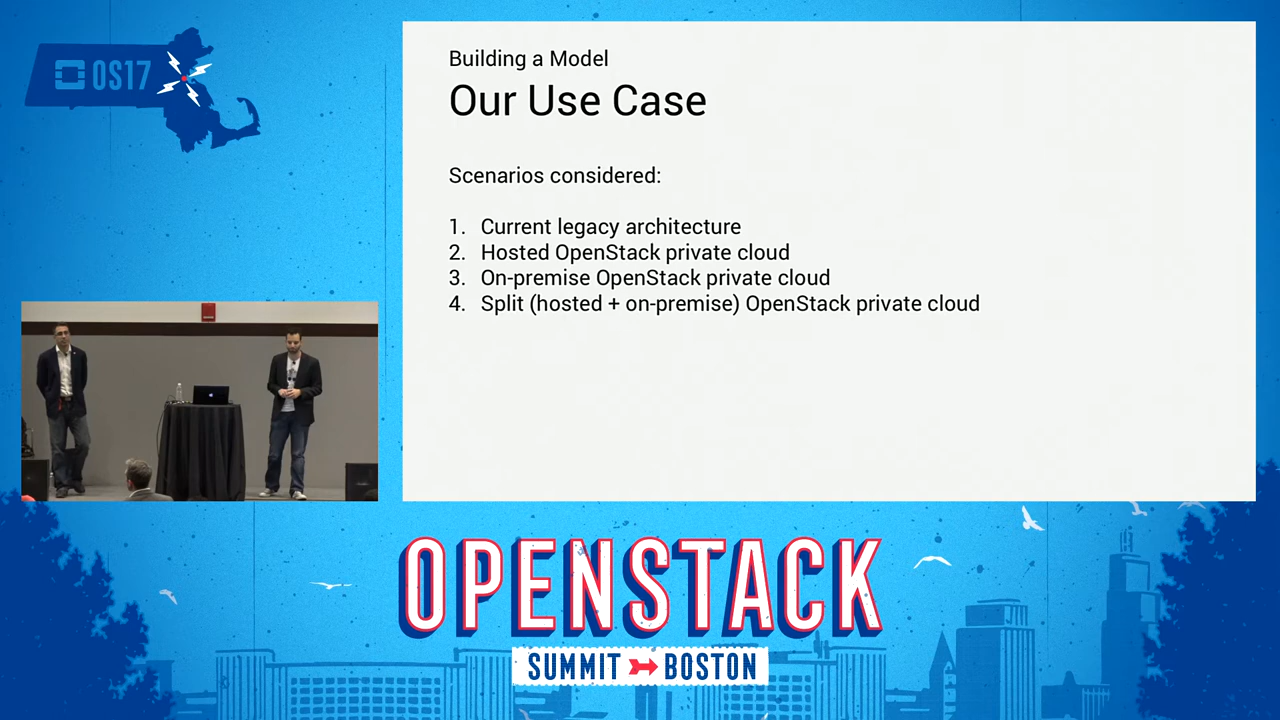 OS17
Building a Model
Our Use Case
Scenarios considered:
1. Current legacy architecture
2. Hosted OpenStack private cloud
3. On-premise OpenStack private cloud
4. Split (hosted + on-premise) OpenStack private cloud
OPENSTACK
SUMMIT BOSTON